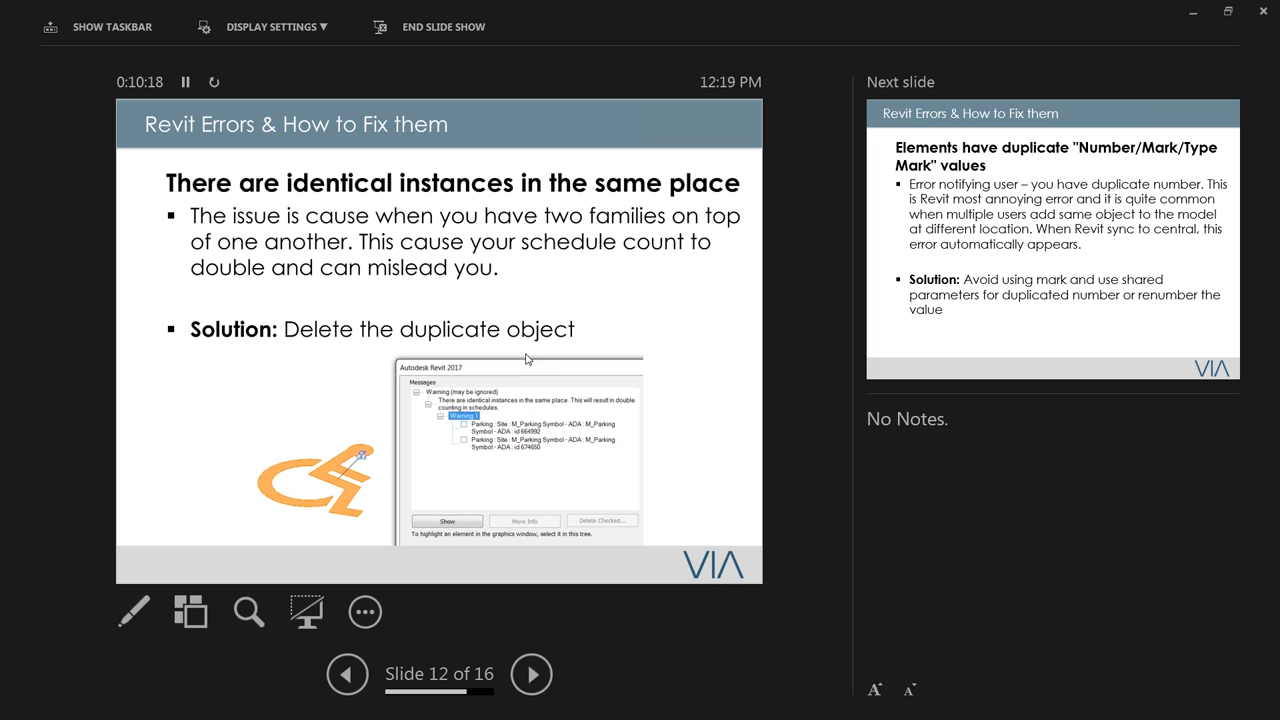 SHOW TASKBAR
DISPLAY SETTINGS ▼
END SLIDE SHOW
0:10:18
12:19 PM
Revit Errors & How to Fix them
There are identical instances in the same place
▪ The issue is cause when you have two families on top
of one another. This cause your schedule count to
double and can mislead you.
▪ Solution: Delete the duplicate object
Autodesk Revit 2017
Messages
Warning (may be ignored)
There are identical instances in the same place. This will result in double
counting in schedules.
Warning 1
Parking : Site : M_Parking Symbol - ADA : M_Parking
Symbol - ADA : id 664992
Parking : Site : M_Parking Symbol - ADA : M_Parking
Symbol - ADA : id 674650
Show
More Info
Delete Checked...
To highlight an element in the graphics window, select it in this tree.
VIA
Slide 12 of 16
Next slide
Revit Errors & How to Fix them
Elements have duplicate "Number/Mark/Type
Mark" values
▪ Error notifying user – you have duplicate number. This
is Revit most annoying error and it is quite common
when multiple users add same object to the model
at different location. When Revit sync to central, this
error automatically appears.
▪ Solution: Avoid using mark and use shared
parameters for duplicated number or renumber the
value
VIA
No Notes.
A A